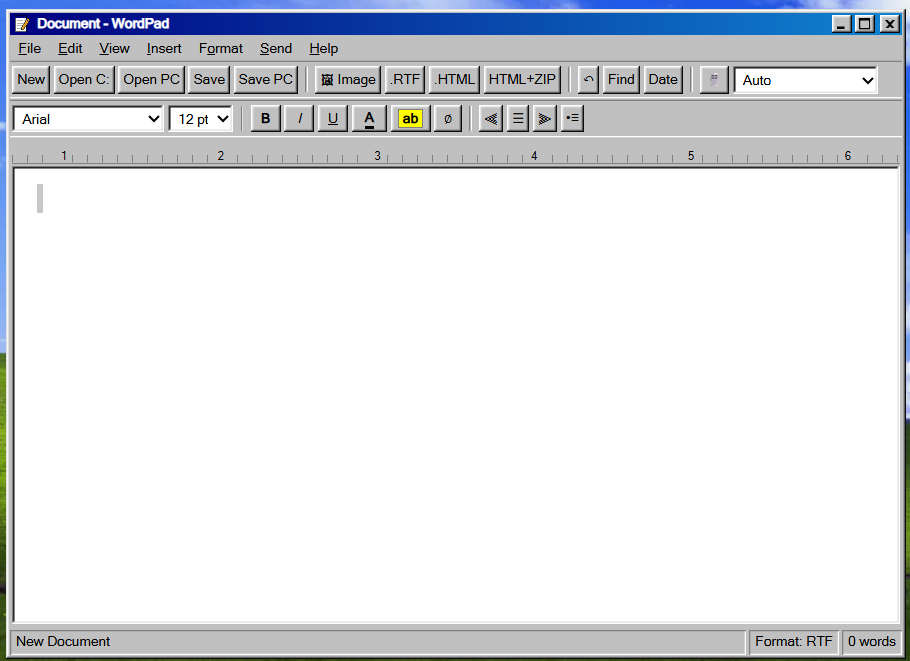 Document - WordPad
File Edit View Insert Format Send Help
New Open C: Open PC Save Save PC Image .RTF .HTML HTML+ZIP Find Date Auto
Arial 12 pt B I U A ab ø
1 2 3 4 5 6
New Document Format: RTF 0 words